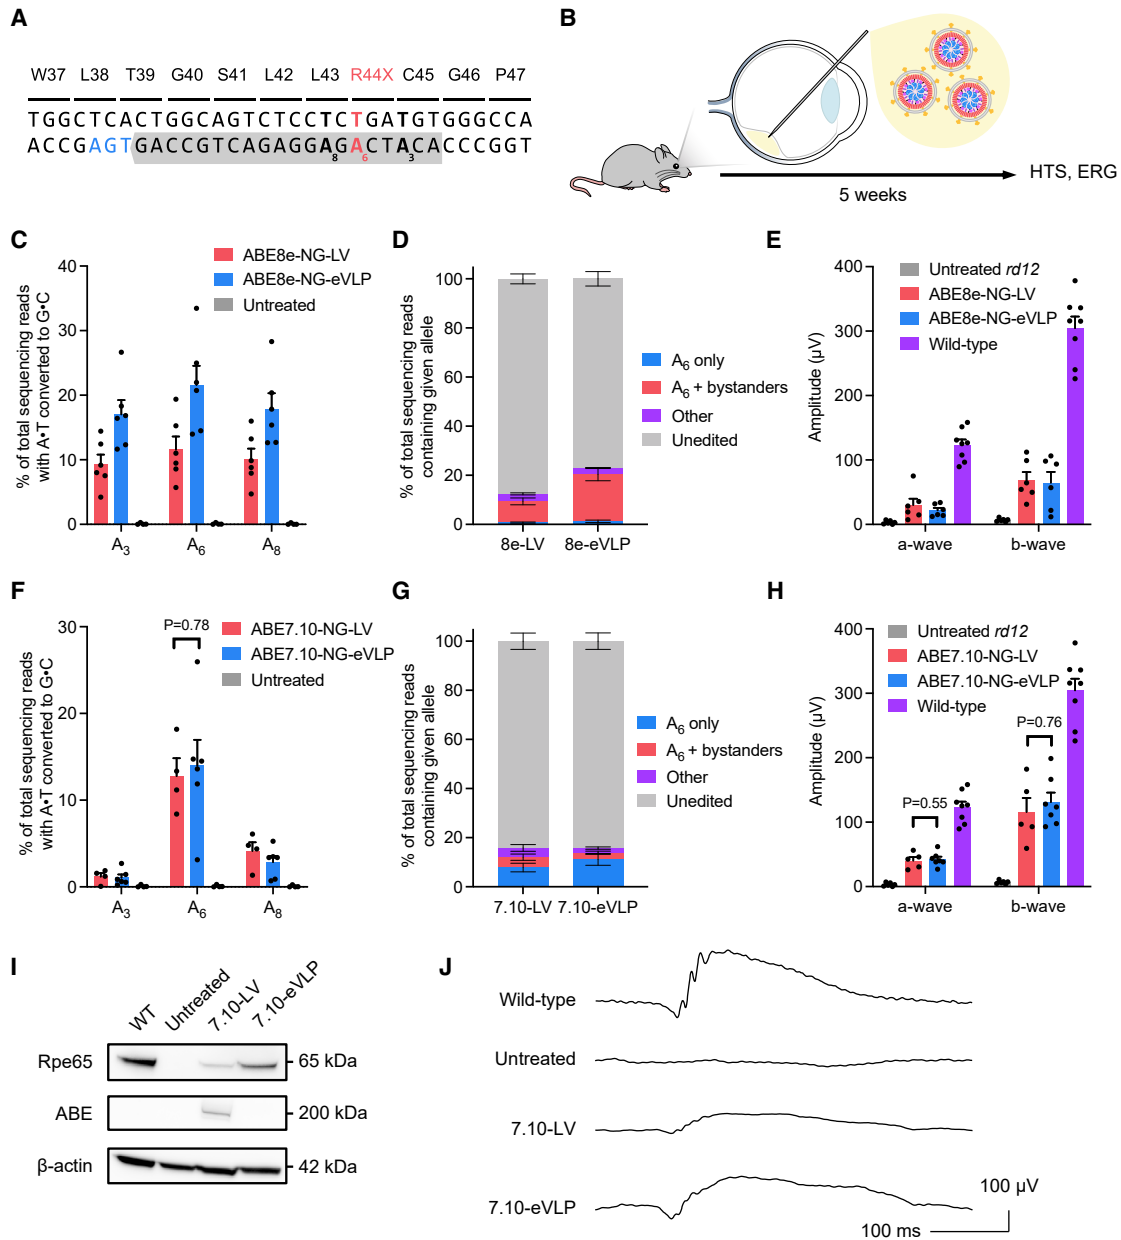 A
W37 L38 T39 G40 S41 L42 L43 R44X C45 G46 P47
TGGCTCACTGGCAGTCTCCTCTGATGTGGGCCA
ACCGAGTGACCGTCAGAGGAGACTACACCCGGT
8 6 3
B
5 weeks
HTS, ERG
C
% of total sequencing reads
with A•T converted to G•C
40
30
20
10
0
A3 A6 A8
ABE8e-NG-LV
ABE8e-NG-eVLP
Untreated
D
% of total sequencing reads
containing given allele
100
80
60
40
20
0
8e-LV 8e-eVLP
A6 only
A6 + bystanders
Other
Unedited
E
Amplitude (µV)
400
300
200
100
0
a-wave b-wave
Untreated rd12
ABE8e-NG-LV
ABE8e-NG-eVLP
Wild-type
F
% of total sequencing reads
with A•T converted to G•C
30
20
10
0
P=0.78
A3 A6 A8
ABE7.10-NG-LV
ABE7.10-NG-eVLP
Untreated
G
% of total sequencing reads
containing given allele
100
80
60
40
20
0
7.10-LV 7.10-eVLP
A6 only
A6 + bystanders
Other
Unedited
H
Amplitude (µV)
400
300
200
100
0
P=0.55
P=0.76
a-wave b-wave
Untreated rd12
ABE7.10-NG-LV
ABE7.10-NG-eVLP
Wild-type
I
WT Untreated 7.10-LV 7.10-eVLP
Rpe65 65 kDa
ABE 200 kDa
β-actin 42 kDa
J
Wild-type
Untreated
7.10-LV
7.10-eVLP
100 µV
100 ms